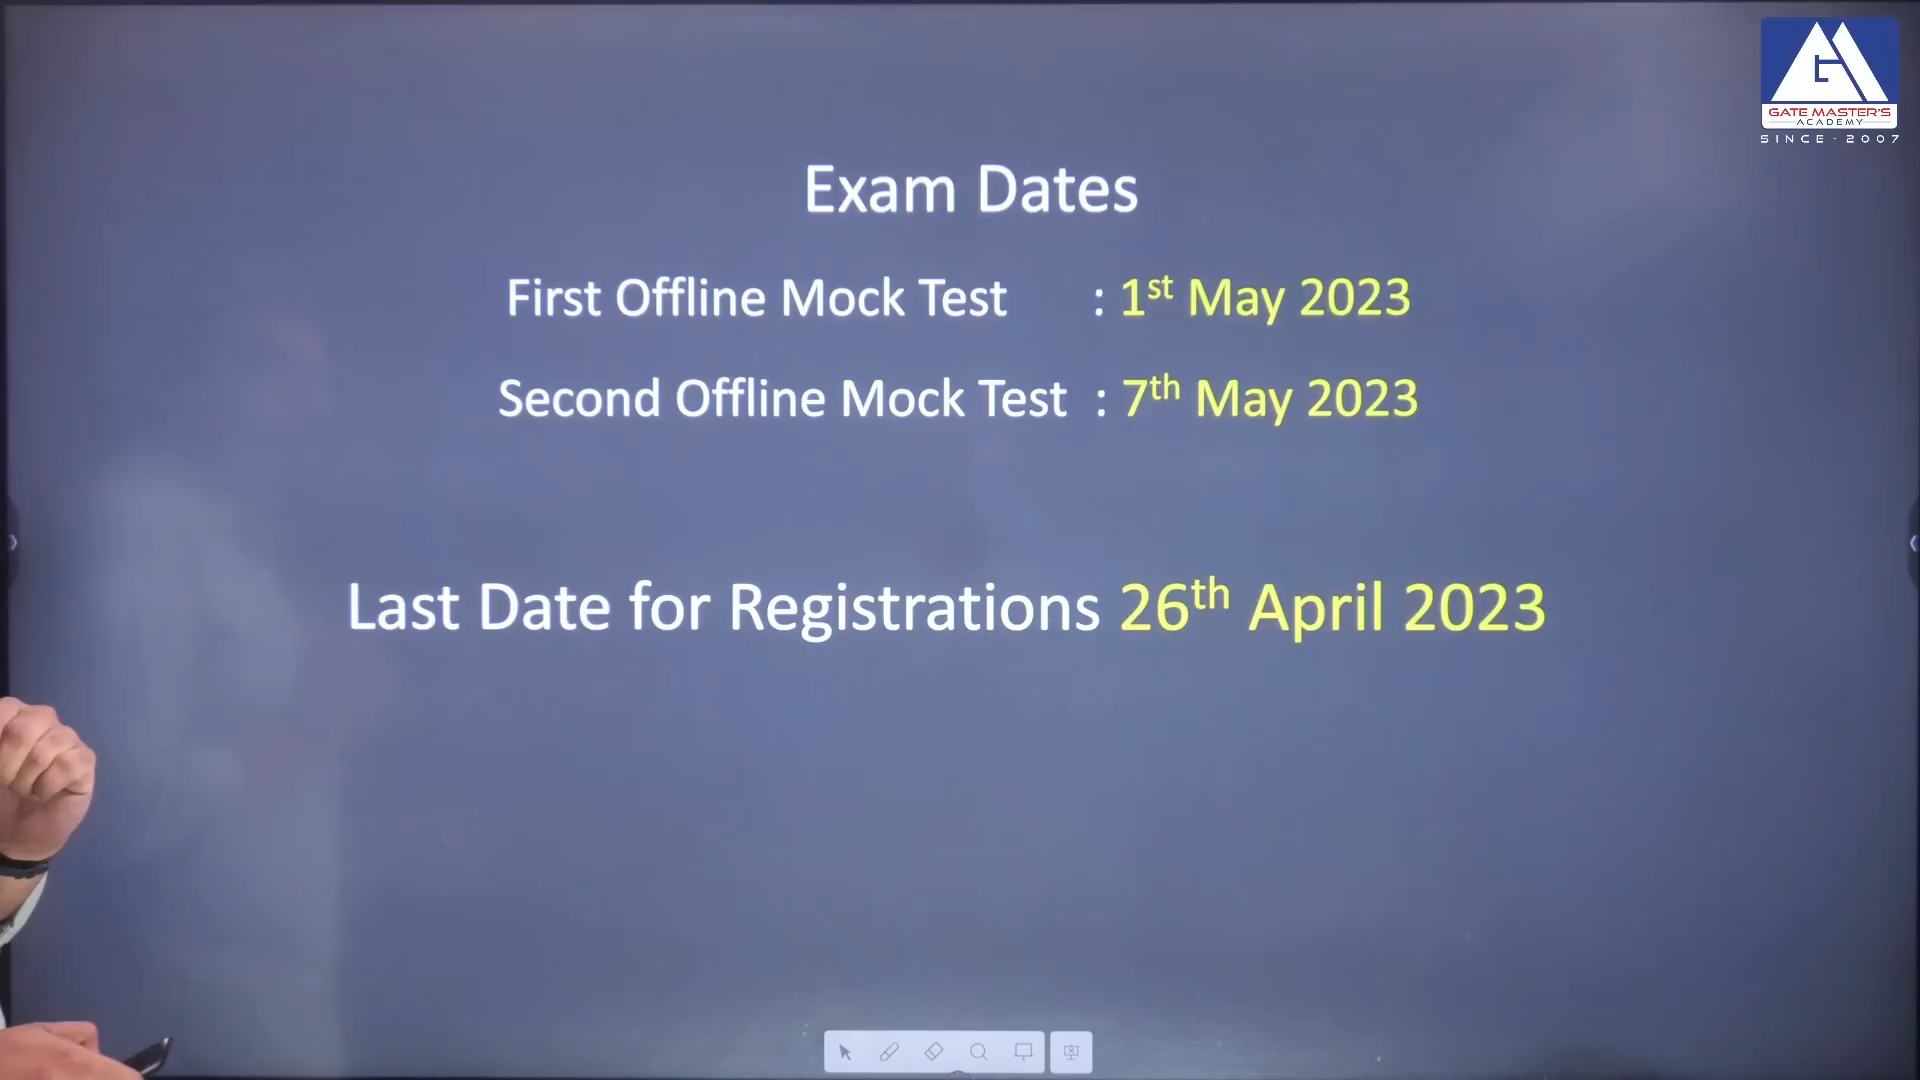 GATE MASTER'S
ACADEMY
SINCE - 2007
Exam Dates
First Offline Mock Test : 1st May 2023
Second Offline Mock Test : 7th May 2023
Last Date for Registrations 26th April 2023